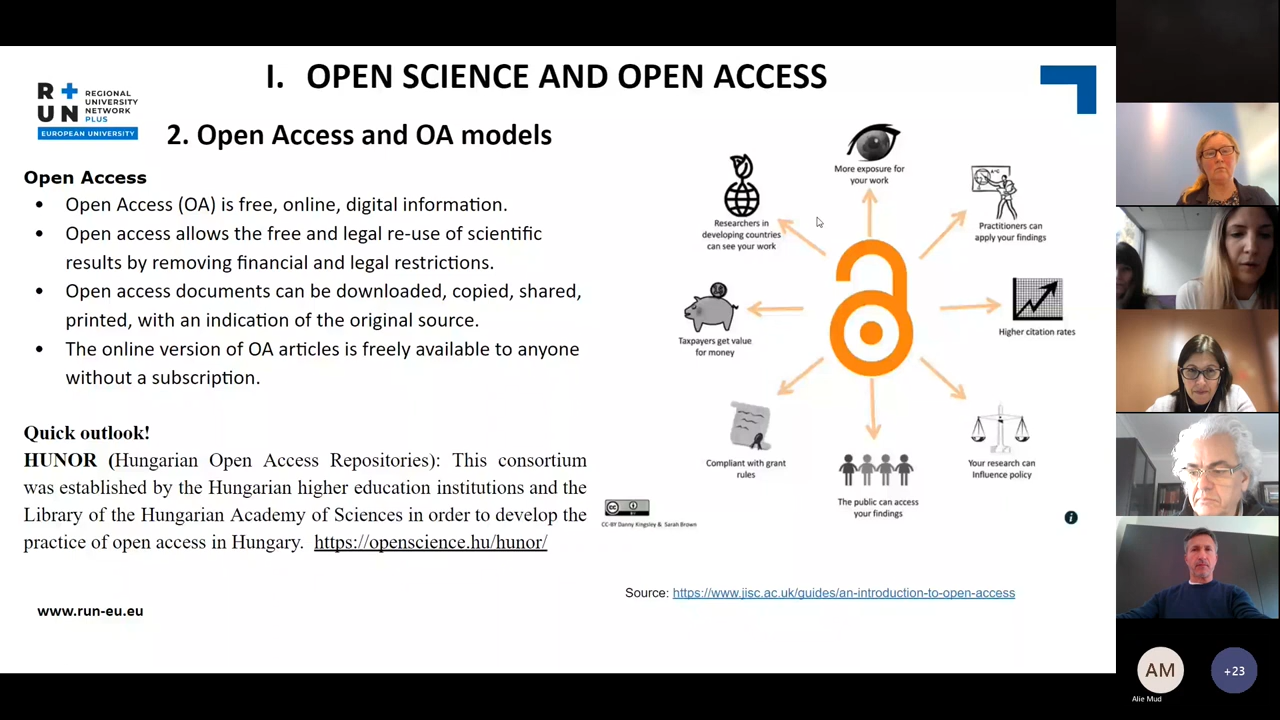 I. OPEN SCIENCE AND OPEN ACCESS
R+
UN
REGIONAL
UNIVERSITY
NETWORK
PLUS
EUROPEAN UNIVERSITY
2. Open Access and OA models
Open Access
• Open Access (OA) is free, online, digital information.
• Open access allows the free and legal re-use of scientific
results by removing financial and legal restrictions.
• Open access documents can be downloaded, copied, shared,
printed, with an indication of the original source.
• The online version of OA articles is freely available to anyone
without a subscription.
Quick outlook!
HUNOR (Hungarian Open Access Repositories): This consortium
was established by the Hungarian higher education institutions and the
Library of the Hungarian Academy of Sciences in order to develop the
practice of open access in Hungary. https://openscience.hu/hunor/
www.run-eu.eu
More exposure for
your work
Researchers in
developing countries
can see your work
Practitioners can
apply your findings
Taxpayers get value
for money
Higher citation rates
Compliant with grant
rules
The public can access
your findings
Your research can
Influence policy
cc
BY
CC-BY Danny Kingsley & Sarah Brown
i
Source: https://www.jisc.ac.uk/guides/an-introduction-to-open-access
AM
Alie Mud
+23